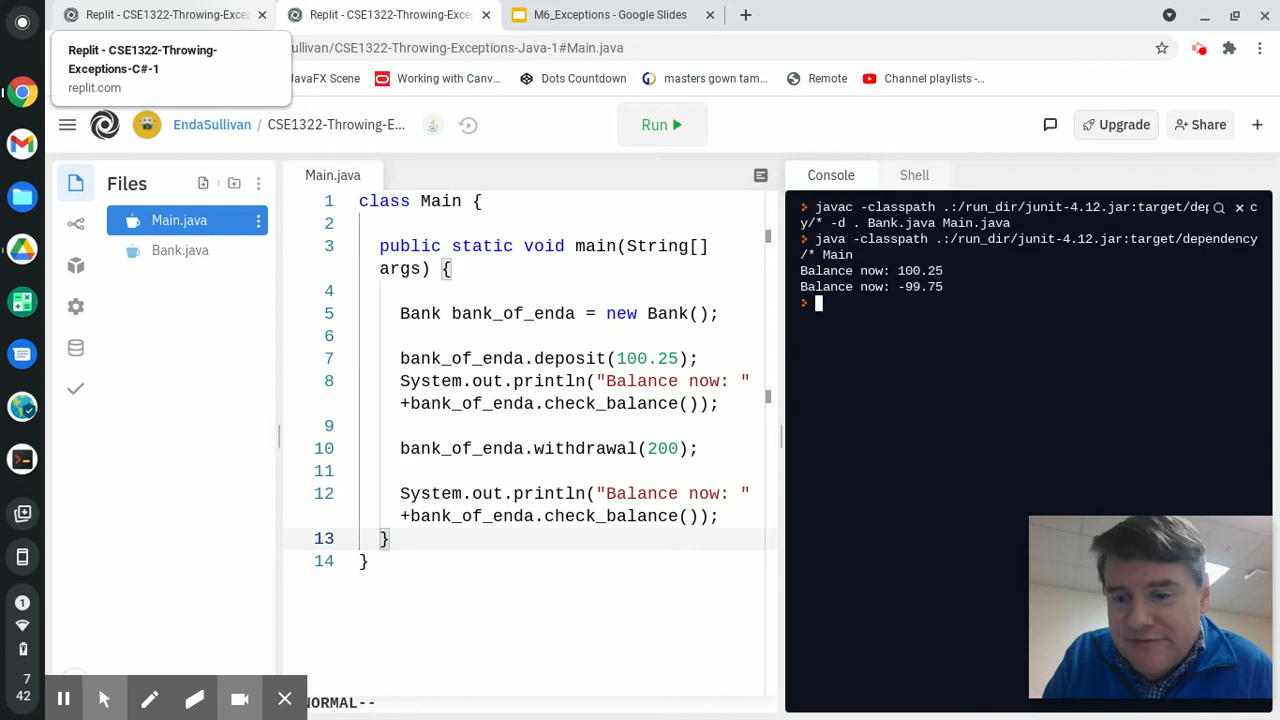 Replit - CSE1322-Throwing-Exce
Replit - CSE1322-Throwing-Exce
M6_Exceptions - Google Slides
Replit - CSE1322-Throwing-
Exceptions-C#-1
replit.com
ullivan/CSE1322-Throwing-Exceptions-Java-1#Main.java
JavaFX Scene
Working with Canv...
Dots Countdown
masters gown tam...
Remote
Channel playlists -...
EndaSullivan / CSE1322-Throwing-E...
Run
Upgrade
Share
Files
Main.java
Bank.java
Main.java
1 class Main {
2
3 public static void main(String[]
args) {
4
5 Bank bank_of_enda = new Bank();
6
7 bank_of_enda.deposit(100.25);
8 System.out.println("Balance now: "
+bank_of_enda.check_balance());
9
10 bank_of_enda.withdrawal(200);
11
12 System.out.println("Balance now: "
+bank_of_enda.check_balance());
13 }
14 }
NORMAL--
Console
Shell
javac -classpath .:/run_dir/junit-4.12.jar:target/dep c
y/* -d . Bank.java Main.java
java -classpath .:/run_dir/junit-4.12.jar:target/dependency
/* Main
Balance now: 100.25
Balance now: -99.75
1
7
42